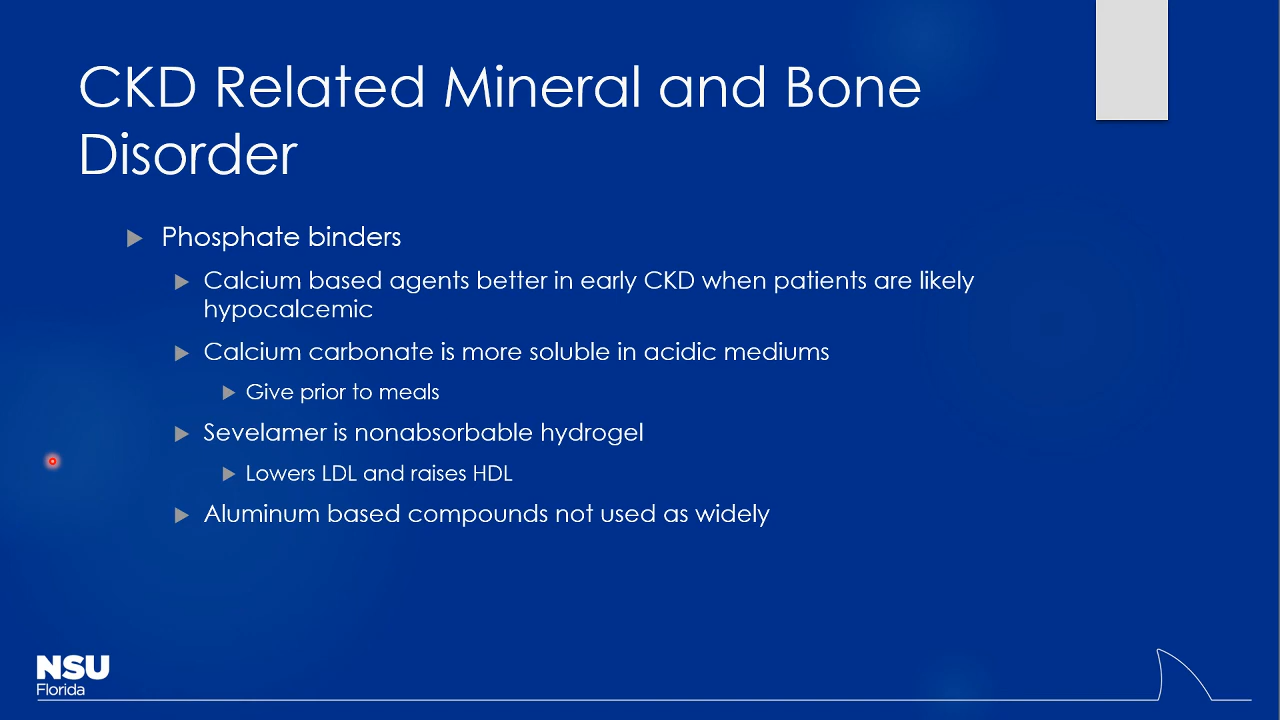 CKD Related Mineral and Bone
Disorder
Phosphate binders
Calcium based agents better in early CKD when patients are likely
hypocalcemic
Calcium carbonate is more soluble in acidic mediums
Give prior to meals
Sevelamer is nonabsorbable hydrogel
Lowers LDL and raises HDL
Aluminum based compounds not used as widely
NSU
Florida